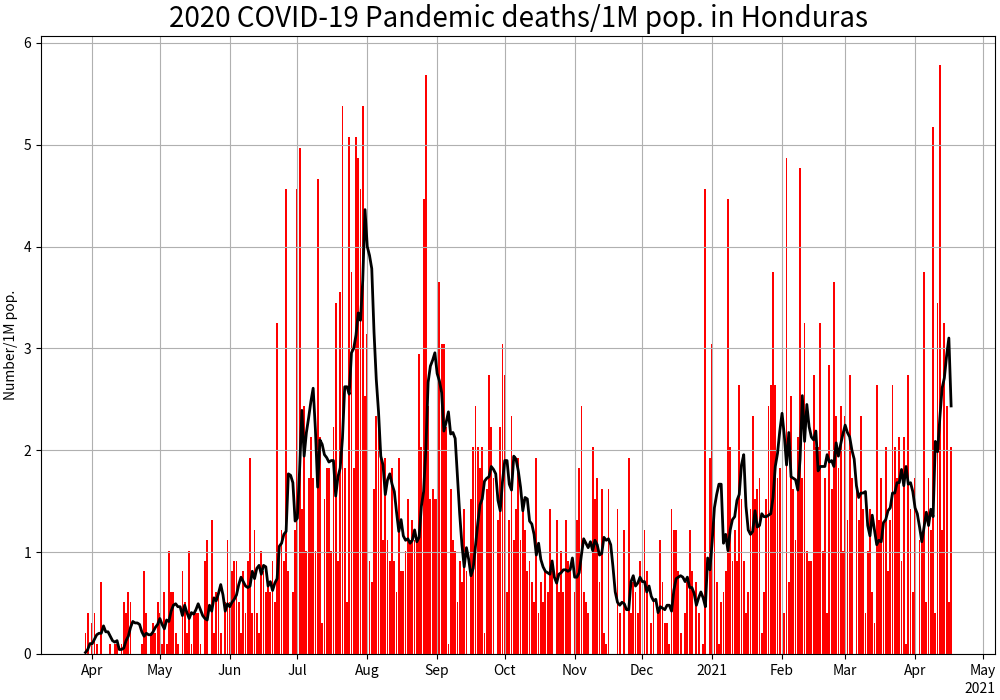 2020 COVID-19 Pandemic deaths/1M pop. in Honduras
Number/1M pop.
6
5
4
3
2
1
0
Apr May Jun Jul Aug Sep Oct Nov Dec 2021 Feb Mar Apr May
2021